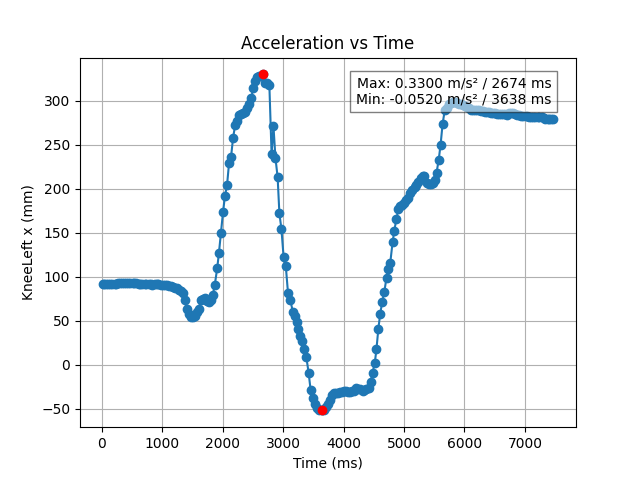 Acceleration vs Time
Max: 0.3300 m/s² / 2674 ms
Min: -0.0520 m/s² / 3638 ms
KneeLeft x (mm)
300
250
200
150
100
50
0
−50
0 1000 2000 3000 4000 5000 6000 7000
Time (ms)